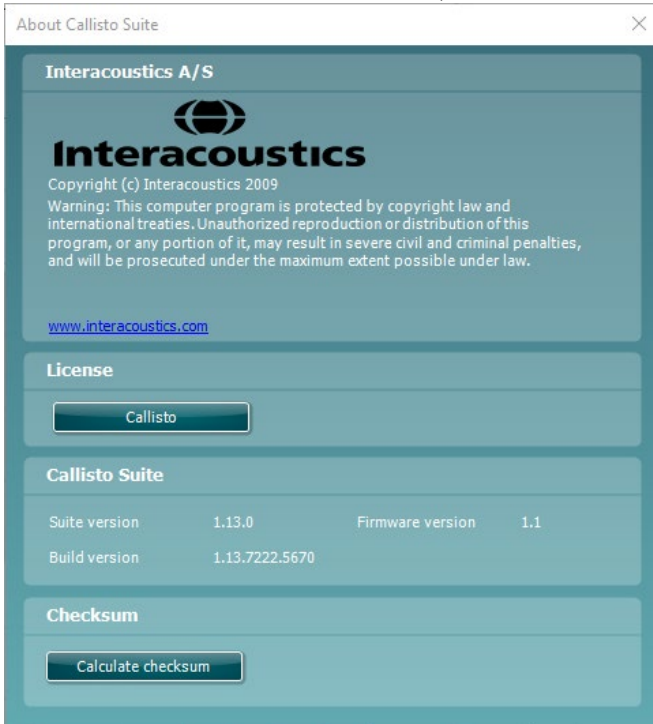 About Callisto Suite
Interacoustics A/S
Interacoustics
Copyright (c) Interacoustics 2009
Warning: This computer program is protected by copyright law and
international treaties. Unauthorized reproduction or distribution of this
program, or any portion of it, may result in severe civil and criminal penalties,
and will be prosecuted under the maximum extent possible under law.
www.interacoustics.com
License
Callisto
Callisto Suite
Suite version 1.13.0 Firmware version 1.1
Build version 1.13.7222.5670
Checksum
Calculate checksum